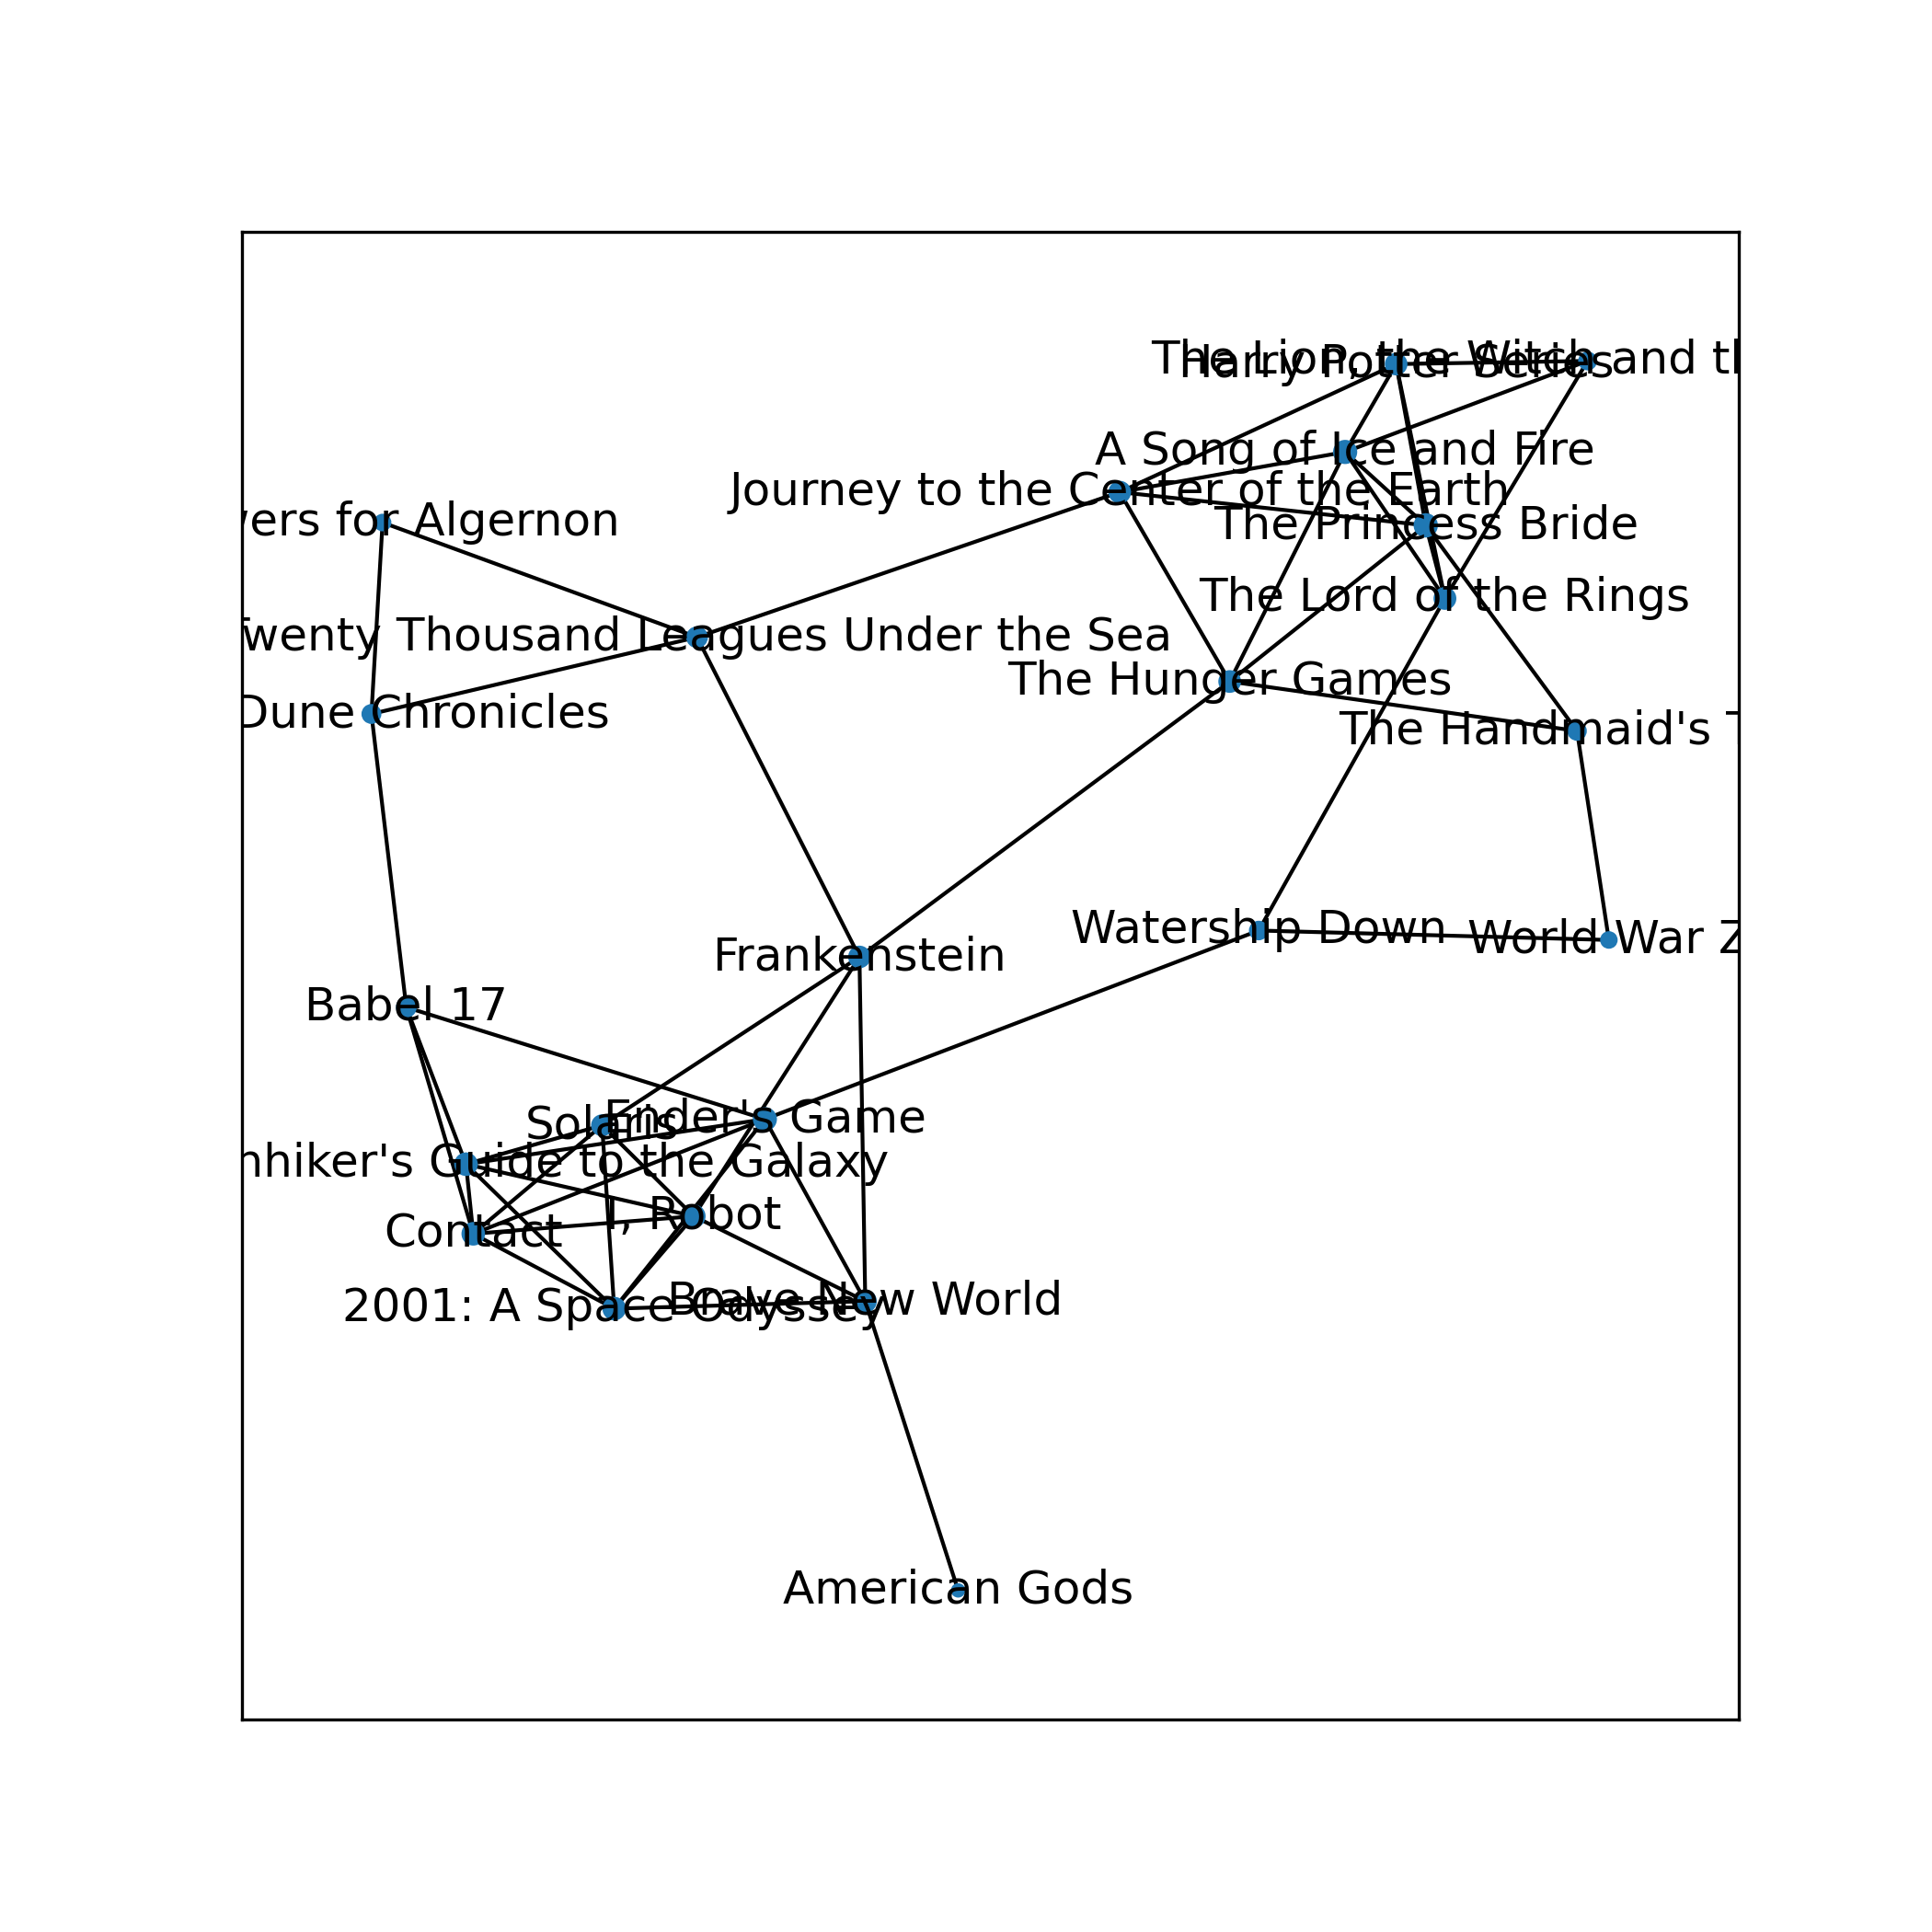 The Lion, the Witch and th
Harry Potter Series
A Song of Ice and Fire
Journey to the Center of the Earth
wers for Algernon
The Princess Bride
The Lord of the Rings
wenty Thousand Leagues Under the Sea
The Hunger Games
Dune Chronicles
The Handmaid's T
Watership Down
World War Z
Frankenstein
Babel 17
Ender's Game
Solaris
hhiker's Guide to the Galaxy
I, Robot
Contact
Brave New World
2001: A Space Odyssey
American Gods